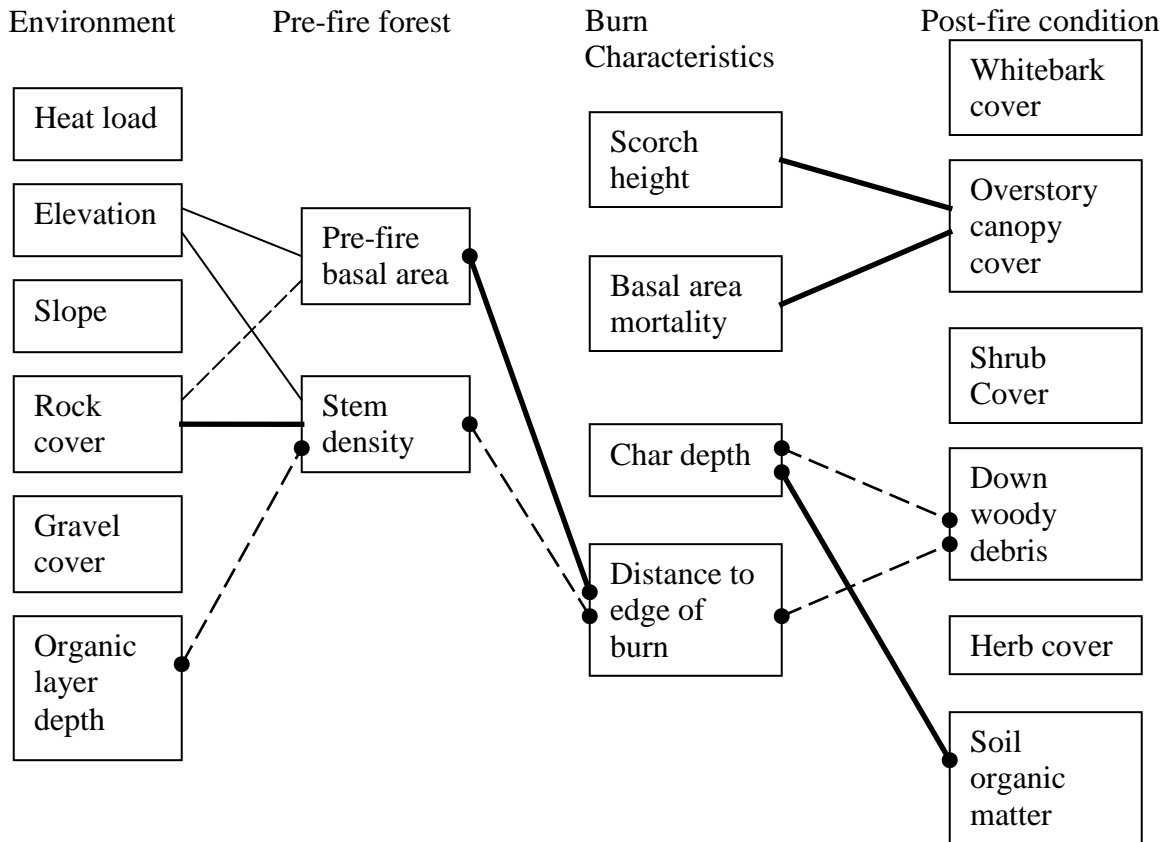 Environment
Heat load
Elevation
Slope
Rock
cover
Gravel
cover
Organic
layer
depth
Pre-fire forest
Pre-fire
basal area
Stem
density
Burn
Characteristics
Scorch
height
Basal area
mortality
Char depth
Distance to
edge of
burn
Post-fire condition
Whitebark
cover
Overstory
canopy
cover
Shrub
Cover
Down
woody
debris
Herb cover
Soil
organic
matter